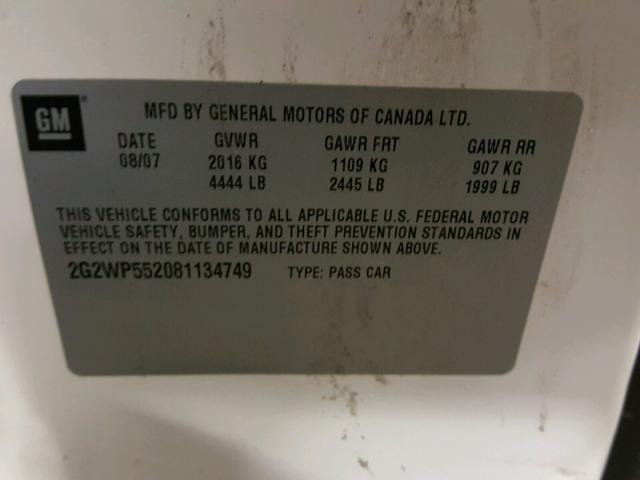 GM
MFD BY GENERAL MOTORS OF CANADA LTD.
DATE GVWR GAWR FRT GAWR RR
08/07 2016 KG 1109 KG 907 KG
4444 LB 2445 LB 1999 LB
THIS VEHICLE CONFORMS TO ALL APPLICABLE U.S. FEDERAL MOTOR
VEHICLE SAFETY, BUMPER, AND THEFT PREVENTION STANDARDS IN
EFFECT ON THE DATE OF MANUFACTURE SHOWN ABOVE.
2G2WP552081134749 TYPE: PASS CAR